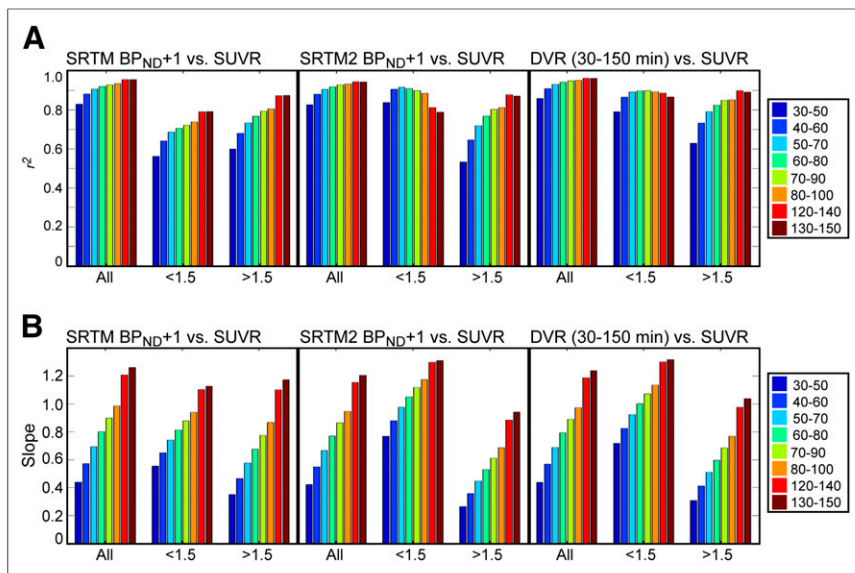 A
SRTM BPND+1 vs. SUVR
SRTM2 BPND+1 vs. SUVR
DVR (30-150 min) vs. SUVR
1.0
0.8
0.6
0.4
0.2
0
r2
All
<1.5
>1.5
All
<1.5
>1.5
All
<1.5
>1.5
30-50
40-60
50-70
60-80
70-90
80-100
120-140
130-150
B
SRTM BPND+1 vs. SUVR
SRTM2 BPND+1 vs. SUVR
DVR (30-150 min) vs. SUVR
1.2
1.0
0.8
0.6
0.4
0.2
0
Slope
All
<1.5
>1.5
All
<1.5
>1.5
All
<1.5
>1.5
30-50
40-60
50-70
60-80
70-90
80-100
120-140
130-150